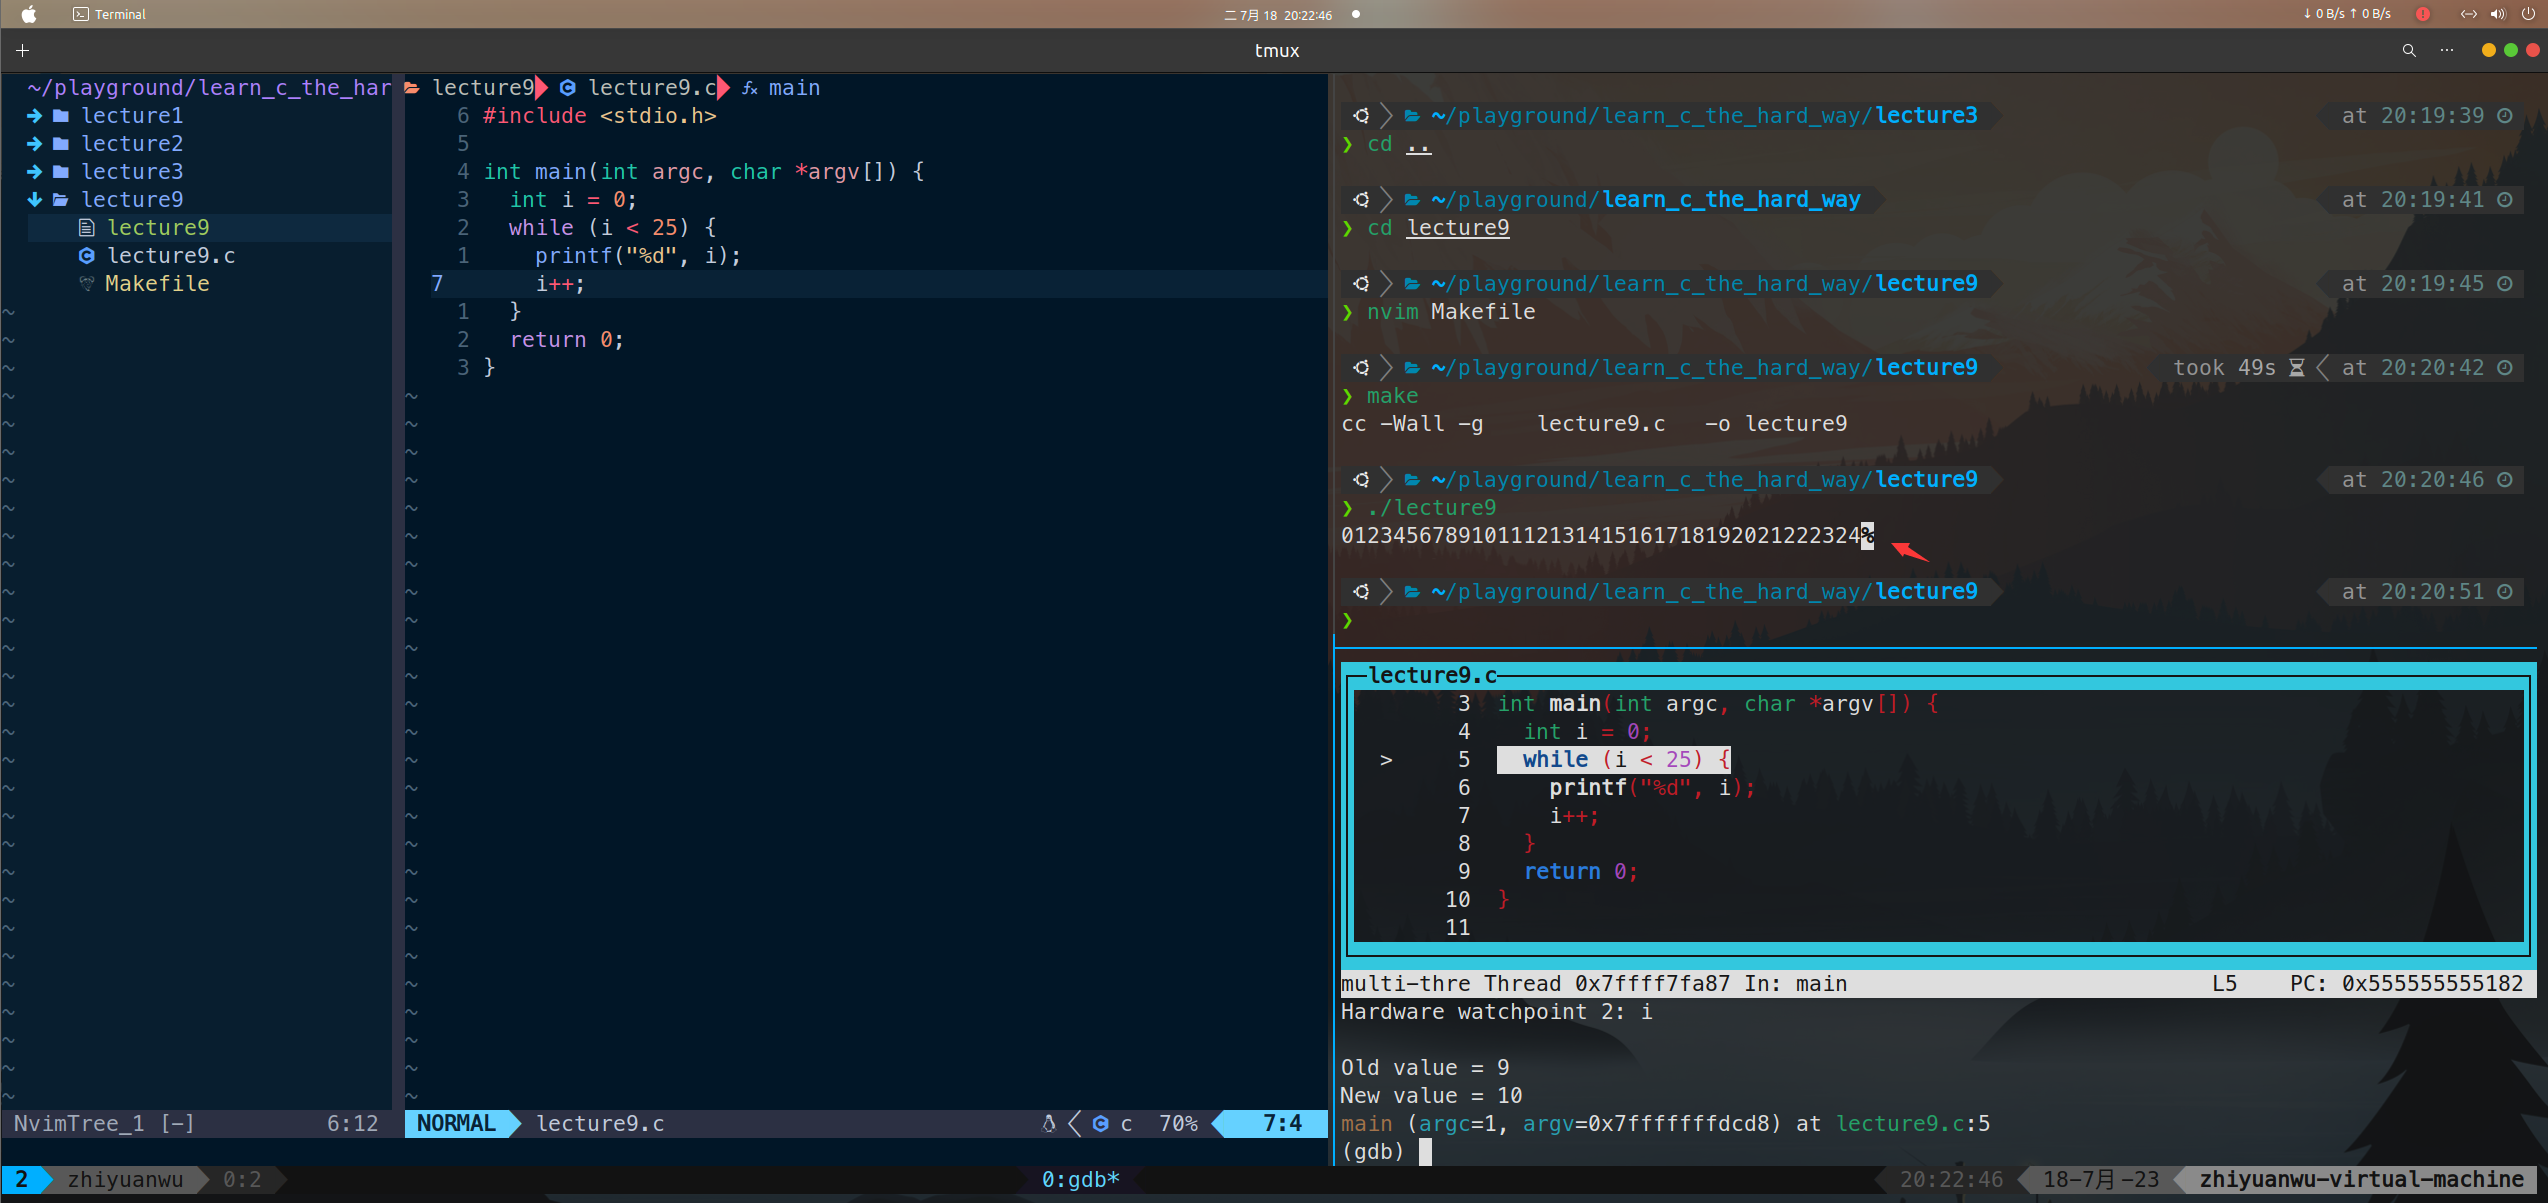 Terminal
二 7月 18 20:22:46
↓ 0 B/s ↑ 0 B/s
tmux
~/playground/learn_c_the_har
lecture1
lecture2
lecture3
lecture9
lecture9
lecture9.c
Makefile
NvimTree_1 [-] 6:12
lecture9 lecture9.c main
6 #include <stdio.h>
5
4 int main(int argc, char *argv[]) {
3 int i = 0;
2 while (i < 25) {
1 printf("%d", i);
7 i++;
1 }
2 return 0;
3 }
NORMAL lecture9.c c 70% 7:4
~/playground/learn_c_the_hard_way/lecture3 at 20:19:39
❯ cd ..
~/playground/learn_c_the_hard_way at 20:19:41
❯ cd lecture9
~/playground/learn_c_the_hard_way/lecture9 at 20:19:45
❯ nvim Makefile
~/playground/learn_c_the_hard_way/lecture9 took 49s at 20:20:42
❯ make
cc -Wall -g lecture9.c -o lecture9
~/playground/learn_c_the_hard_way/lecture9 at 20:20:46
❯ ./lecture9
0123456789101112131415161718192021222324%
~/playground/learn_c_the_hard_way/lecture9 at 20:20:51
❯
lecture9.c
3 int main(int argc, char *argv[]) {
4 int i = 0;
> 5 while (i < 25) {
6 printf("%d", i);
7 i++;
8 }
9 return 0;
10 }
11
multi-thre Thread 0x7ffff7fa87 In: main L5 PC: 0x555555555182
Hardware watchpoint 2: i
Old value = 9
New value = 10
main (argc=1, argv=0x7fffffffdcd8) at lecture9.c:5
(gdb)
2 zhiyuanwu 0:2 0:gdb* 20:22:46 18-7月-23 zhiyuanwu-virtual-machine